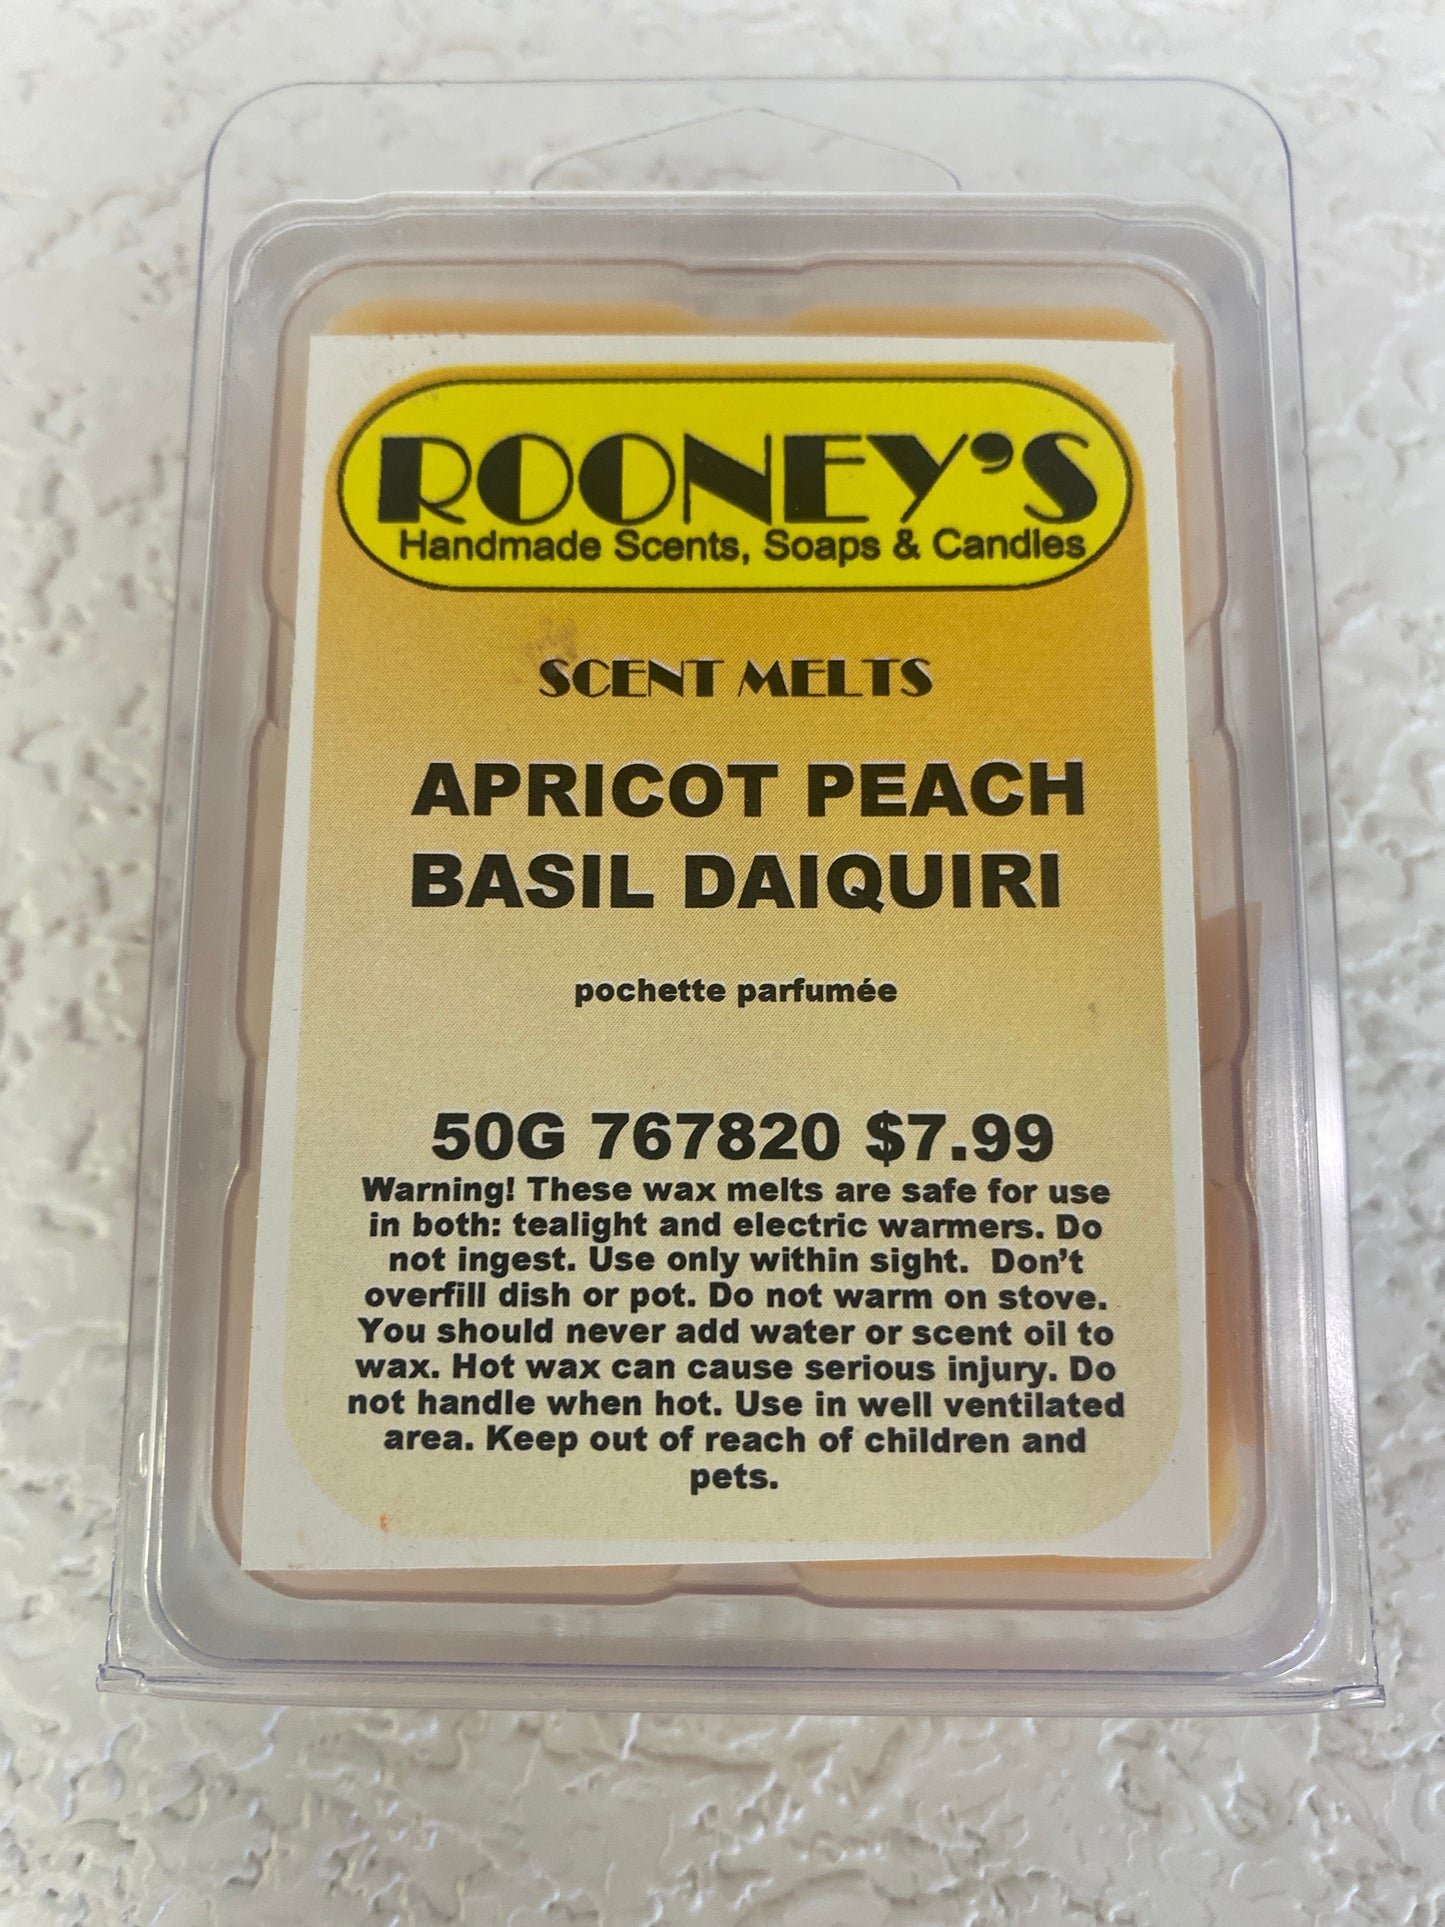 ROONEY'S
Handmade Scents, Soaps & Candles
SCENT MELTS
APRICOT PEACH
BASIL DAIQUIRI
pochette parfumée
50G 767820 $7.99
Warning! These wax melts are safe for use
in both: tealight and electric warmers. Do
not ingest. Use only within sight.  Don't
overfill dish or pot. Do not warm on stove.
You should never add water or scent oil to
wax. Hot wax can cause serious injury. Do
not handle when hot. Use in well ventilated
area. Keep out of reach of children and
pets.